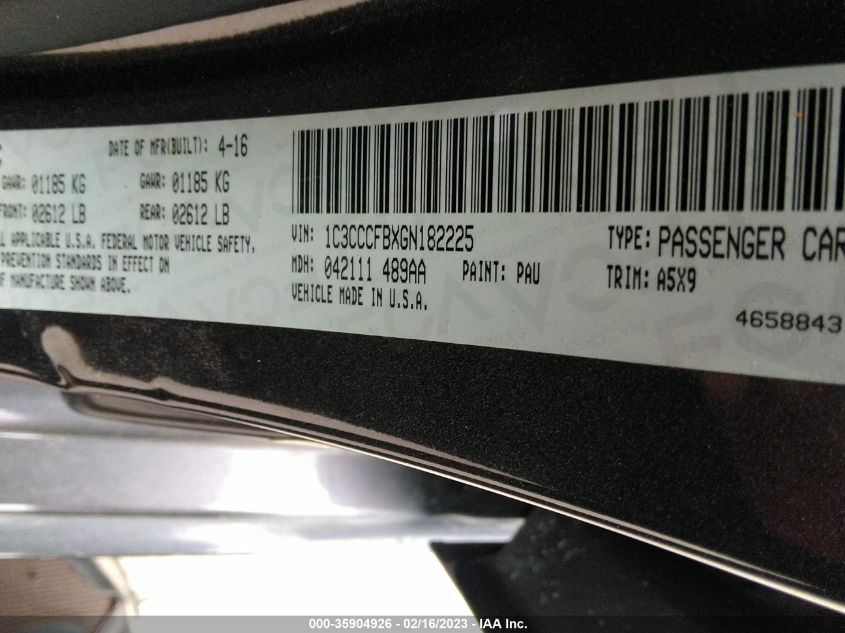 C
DATE OF MFR(BUILT): 4-16
GAWR: 01185 KG GAWR: 01185 KG
FRONT: 02612 LB REAR: 02612 LB
LL APPLICABLE U.S.A. FEDERAL MOTOR VEHICLE SAFETY,
PREVENTION STANDARDS IN EFFECT ON
OF MANUFACTURE SHOWN ABOVE.
VIN: 1C3CCCFBXGN182225 TYPE: PASSENGER CAR
MDH: 042111 489AA PAINT: PAU TRIM: A5X9
VEHICLE MADE IN U.S.A.
4658843
000-35904926 - 02/16/2023 - IAA Inc.